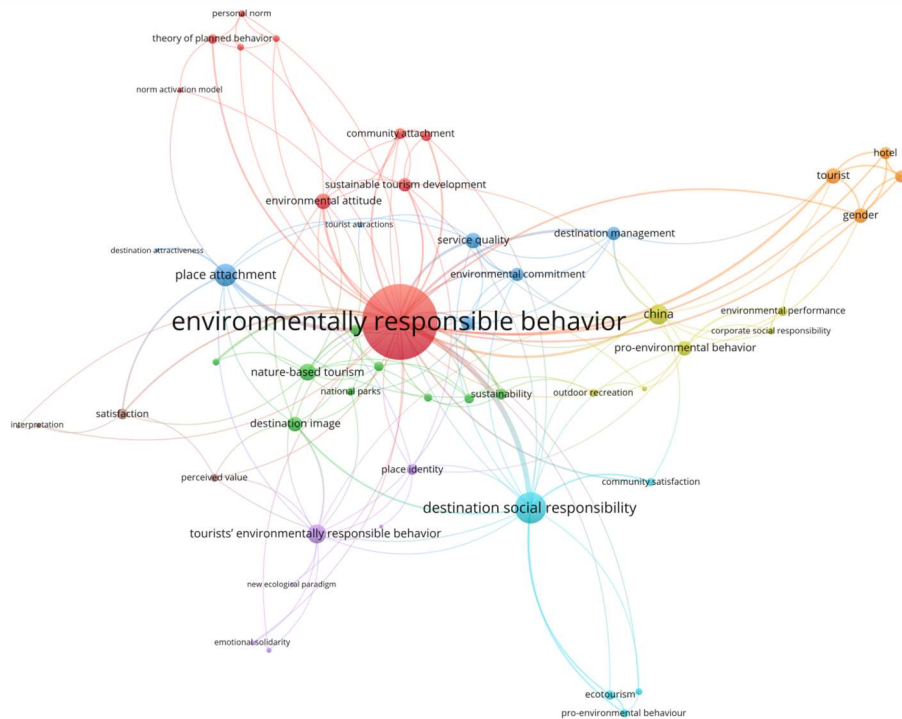 personal norm
theory of planned behavior
norm activation model
community attachment
hotel
tourist
sustainable tourism development
environmental attitude
gender
tourist attractions
destination management
service quality
destination attractiveness
place attachment
environmental commitment
environmental performance
china
environmentally responsible behavior
corporate social responsibility
pro-environmental behavior
nature-based tourism
national parks
sustainability
outdoor recreation
satisfaction
interpretation
destination image
place identity
perceived value
community satisfaction
destination social responsibility
tourists' environmentally responsible behavior
new ecological paradigm
emotional solidarity
ecotourism
pro-environmental behaviour